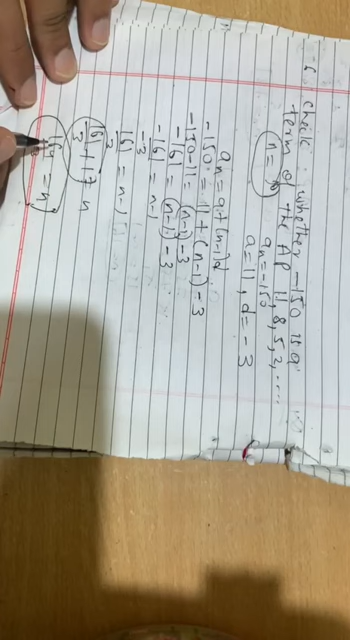 6. check whether -150 is a
term of the AP 11, 8, 5, 2, ....
n = ? an = -150
a = 11, d = -3
an = a + (n-1)d
-150 = 11 + (n-1) -3
-150-11 = (n-1) -3
-161 = (n-1) -3
-161/-3 = n-1
161/3 = n-1
161/3 + 1 = n
164/3 = n